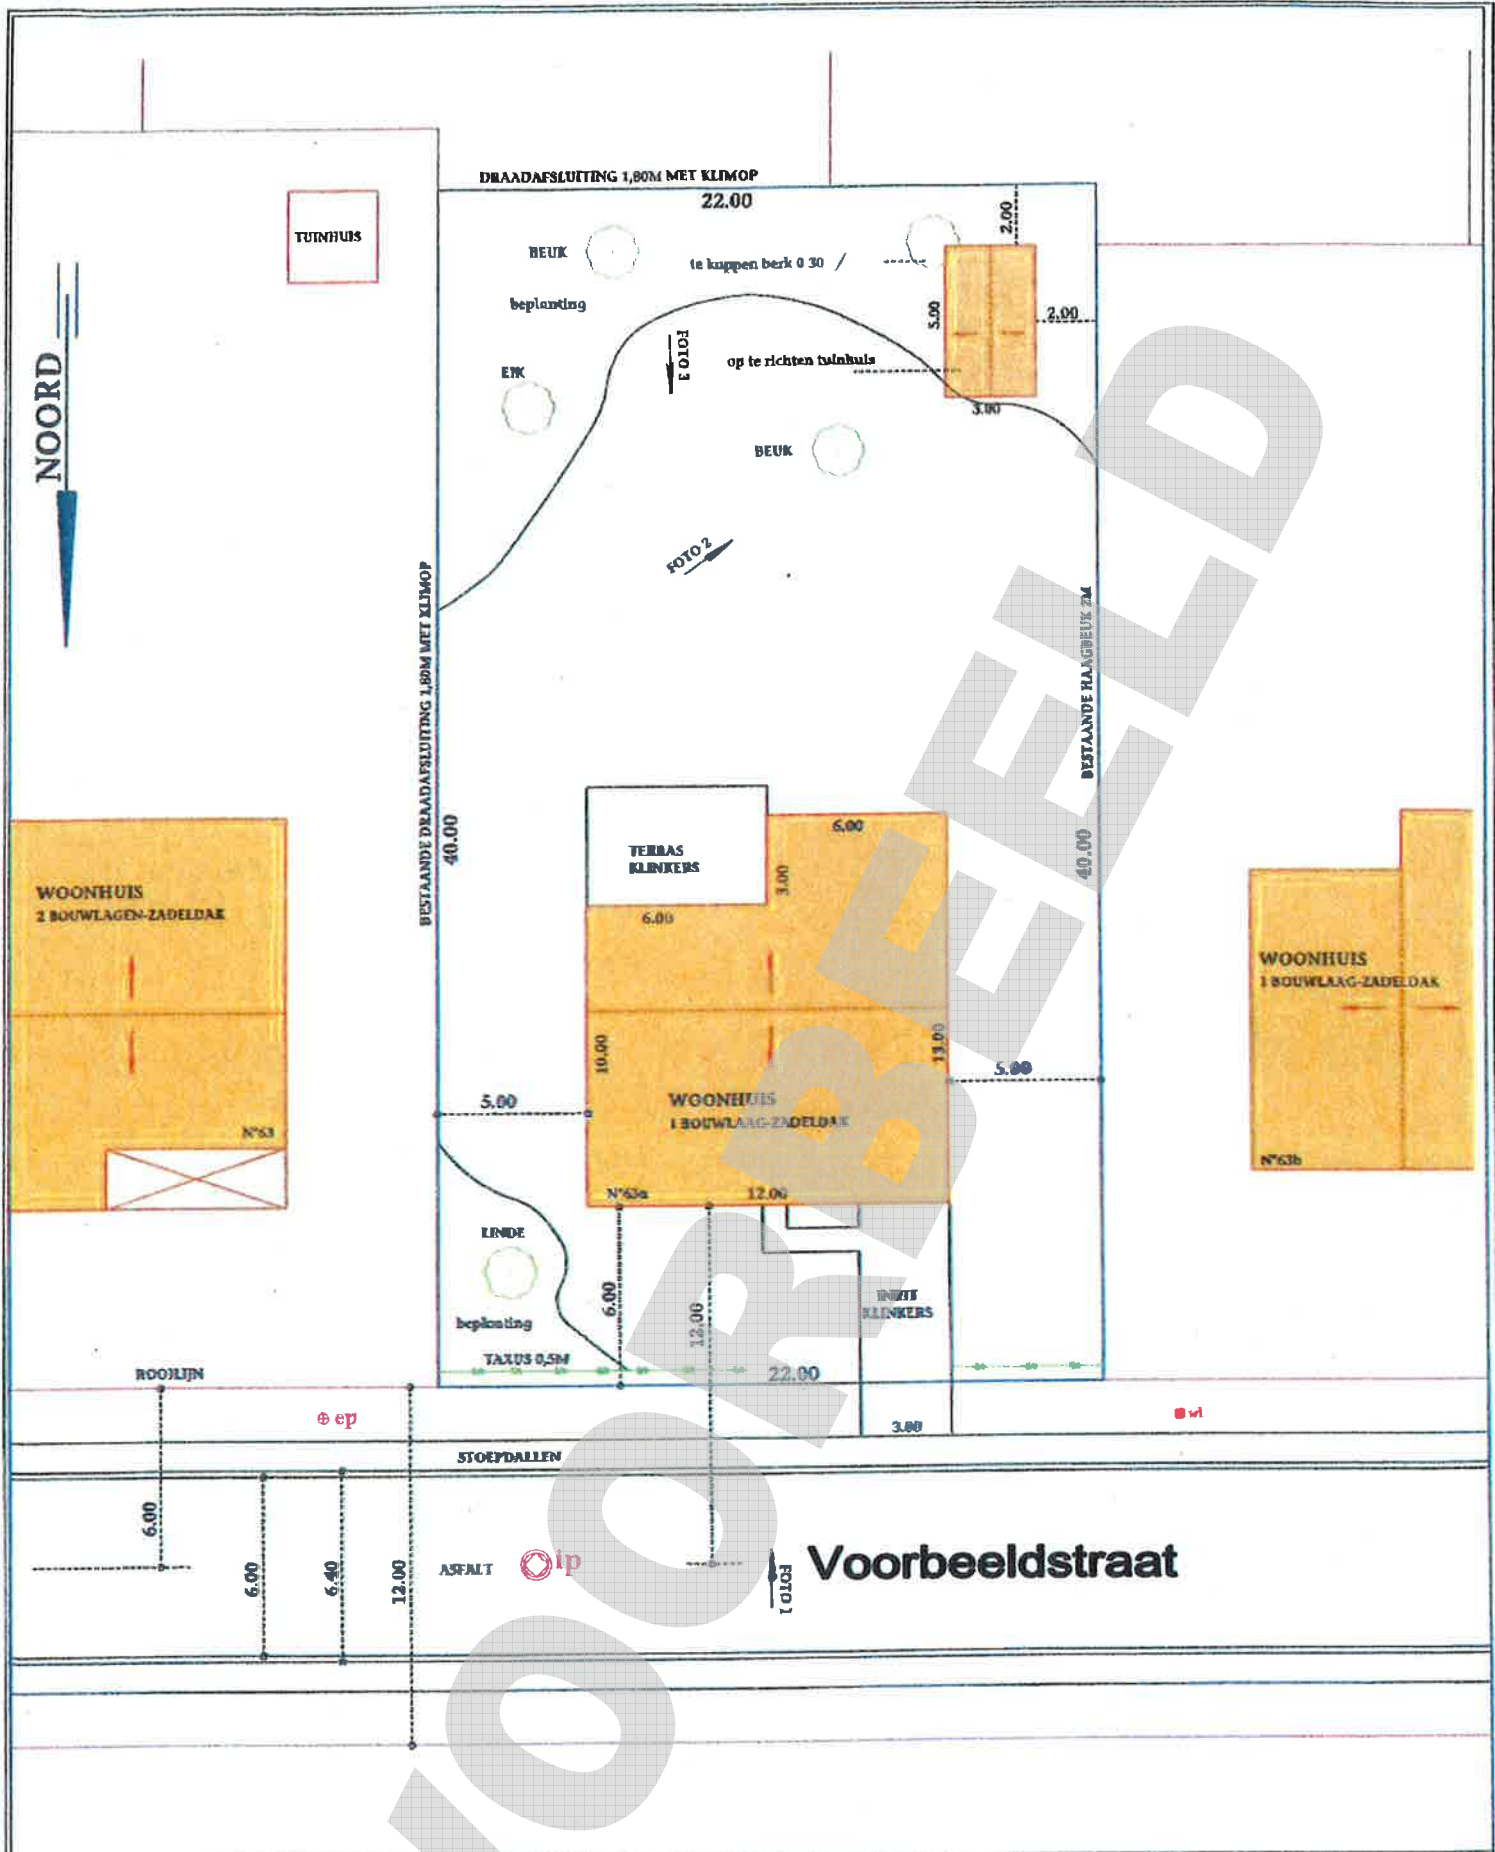 DRAADAFSLUITING 1,80M MET KLIMOP
22.00
TUINHUIS
2.00
BEUK
te kappen berk 0 30 /
beplanting
5.00
2.00
NOORD
FOTO 3
op te richten tuinhuis
EIK
3.00
BEUK
FOTO 2
BESTAANDE DRAADAFSLUITING 1,80M MET KLIMOP
40.00
BESTAANDE HAAGBEUK 2M
40.00
WOONHUIS
2 BOUWLAGEN-ZADELDAK
N°63
TERRAS
KLINKERS
6.00
3.00
6.00
10.00
13.00
5.00
5.00
WOONHUIS
1 BOUWLAAG-ZADELDAK
N°63a
12.00
WOONHUIS
1 BOUWLAAG-ZADELDAK
N°63b
LINDE
beplanting
TAXUS 0,5M
6.00
12.00
INRIT
KLINKERS
22.00
ROOILIJN
ep
wl
3.00
STOEPDALLEN
6.00
6.00
6.40
12.00
ASFALT
ip
FOTO 1
Voorbeeldstraat
VOORBEELD